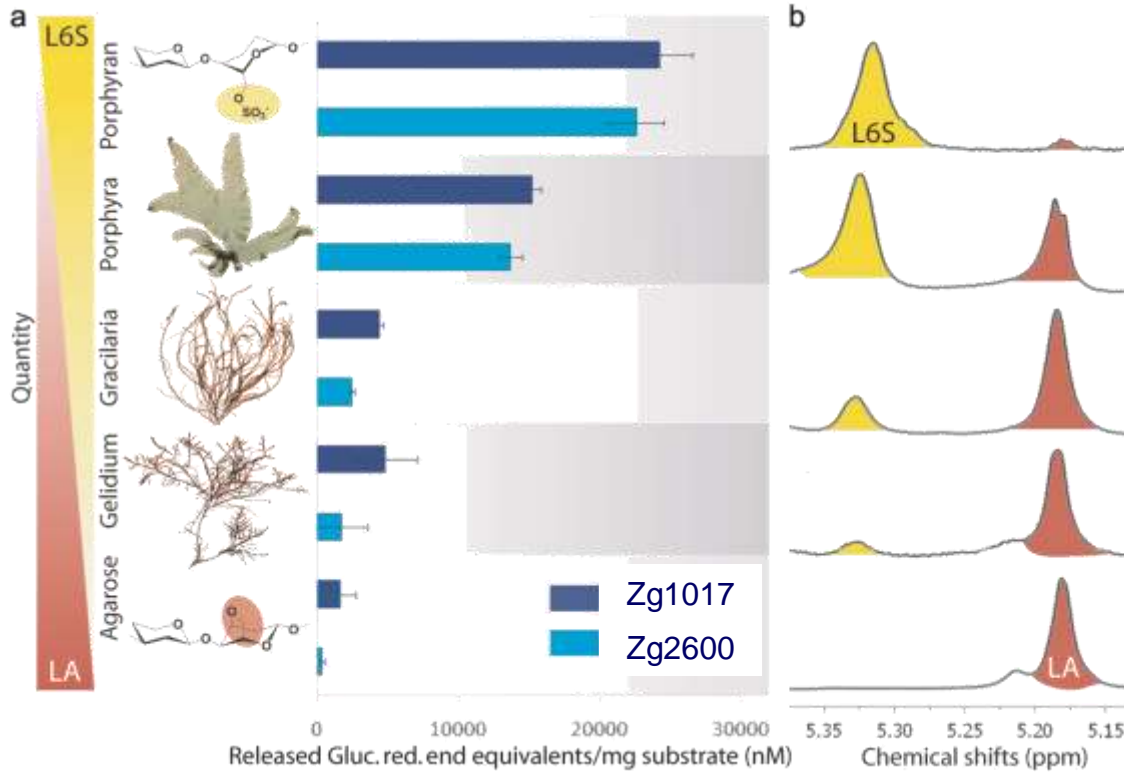 a
b
L6S
Porphyran
O
O
O
SO₃⁻
Porphyra
Gracilaria
Gelidium
Agarose
Quantity
O
O
O
O
LA
Zg1017
Zg2600
0 10000 20000 30000
Released Gluc. red. end equivalents/mg substrate (nM)
L6S
LA
5.35 5.30 5.25 5.20 5.15
Chemical shifts (ppm)